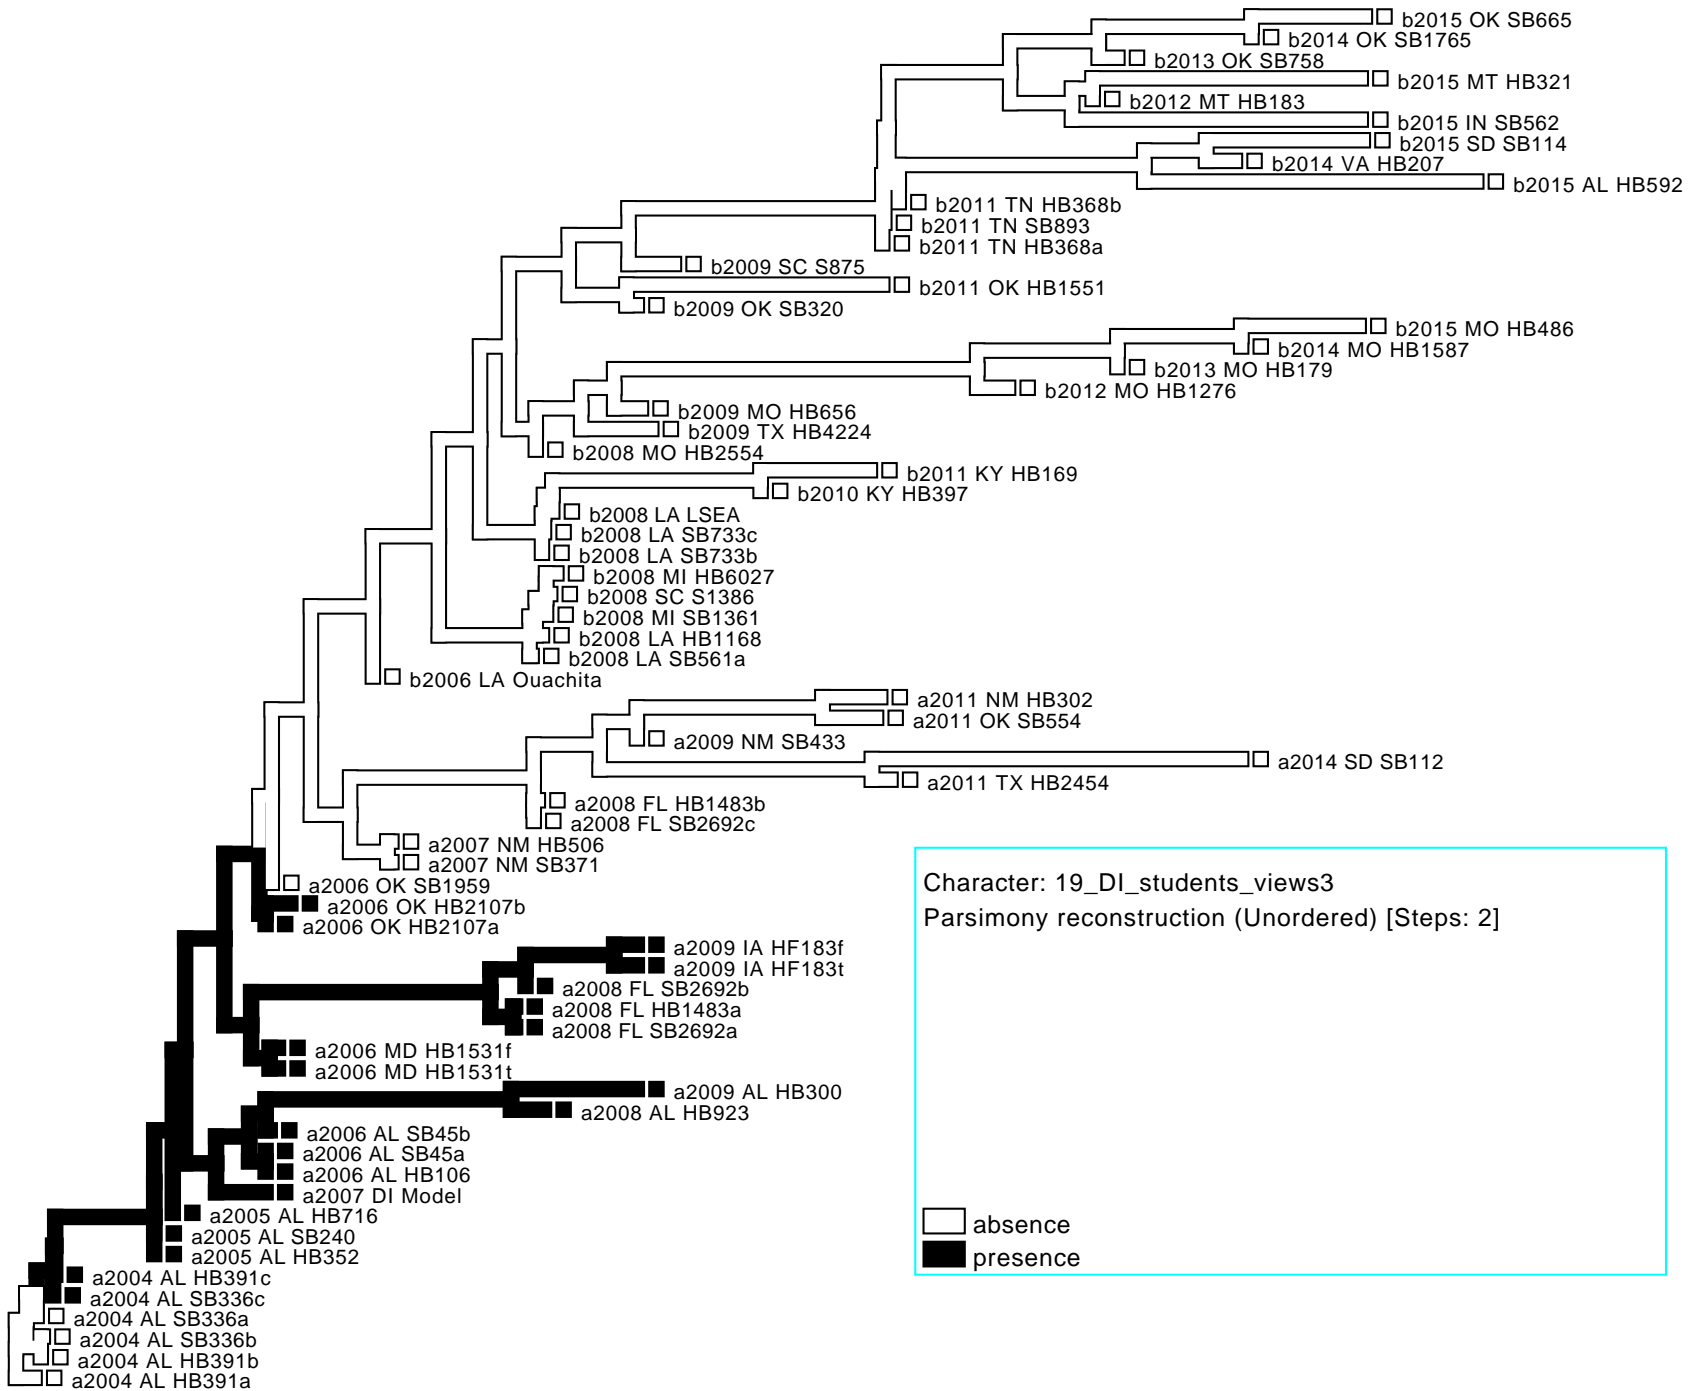 b2015 OK SB665
b2014 OK SB1765
b2013 OK SB758
b2015 MT HB321
b2012 MT HB183
b2015 IN SB562
b2015 SD SB114
b2014 VA HB207
b2015 AL HB592
b2011 TN HB368b
b2011 TN SB893
b2011 TN HB368a
b2009 SC S875
b2011 OK HB1551
b2009 OK SB320
b2015 MO HB486
b2014 MO HB1587
b2013 MO HB179
b2012 MO HB1276
b2009 MO HB656
b2009 TX HB4224
b2008 MO HB2554
b2011 KY HB169
b2010 KY HB397
b2008 LA LSEA
b2008 LA SB733c
b2008 LA SB733b
b2008 MI HB6027
b2008 SC S1386
b2008 MI SB1361
b2008 LA HB1168
b2008 LA SB561a
b2006 LA Ouachita
a2011 NM HB302
a2011 OK SB554
a2009 NM SB433
a2014 SD SB112
a2011 TX HB2454
a2008 FL HB1483b
a2008 FL SB2692c
a2007 NM HB506
a2007 NM SB371
a2006 OK SB1959
a2006 OK HB2107b
a2006 OK HB2107a
a2009 IA HF183f
a2009 IA HF183t
a2008 FL SB2692b
a2008 FL HB1483a
a2008 FL SB2692a
a2006 MD HB1531f
a2006 MD HB1531t
a2009 AL HB300
a2008 AL HB923
a2006 AL SB45b
a2006 AL SB45a
a2006 AL HB106
a2007 DI Model
a2005 AL HB716
a2005 AL SB240
a2005 AL HB352
a2004 AL HB391c
a2004 AL SB336c
a2004 AL SB336a
a2004 AL SB336b
a2004 AL HB391b
a2004 AL HB391a
Character: 19_DI_students_views3
Parsimony reconstruction (Unordered) [Steps: 2]
absence
presence